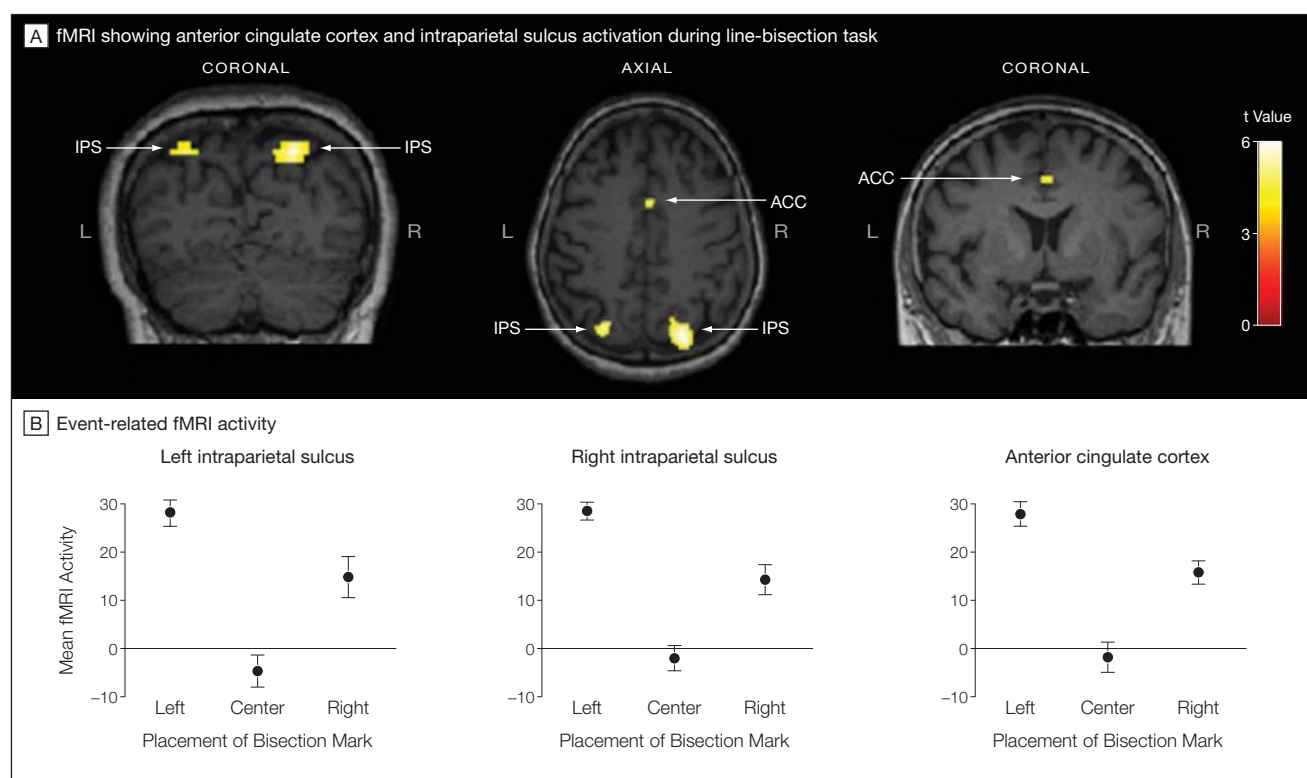 A fMRI showing anterior cingulate cortex and intraparietal sulcus activation during line-bisection task
CORONAL
AXIAL
CORONAL
t Value
IPS
IPS
6
ACC
ACC
L
R
L
R
L
R
3
IPS
IPS
0
B Event-related fMRI activity
Left intraparietal sulcus
Right intraparietal sulcus
Anterior cingulate cortex
Mean fMRI Activity
30
20
10
0
–10
Left Center Right
Placement of Bisection Mark
30
20
10
0
–10
Left Center Right
Placement of Bisection Mark
30
20
10
0
–10
Left Center Right
Placement of Bisection Mark